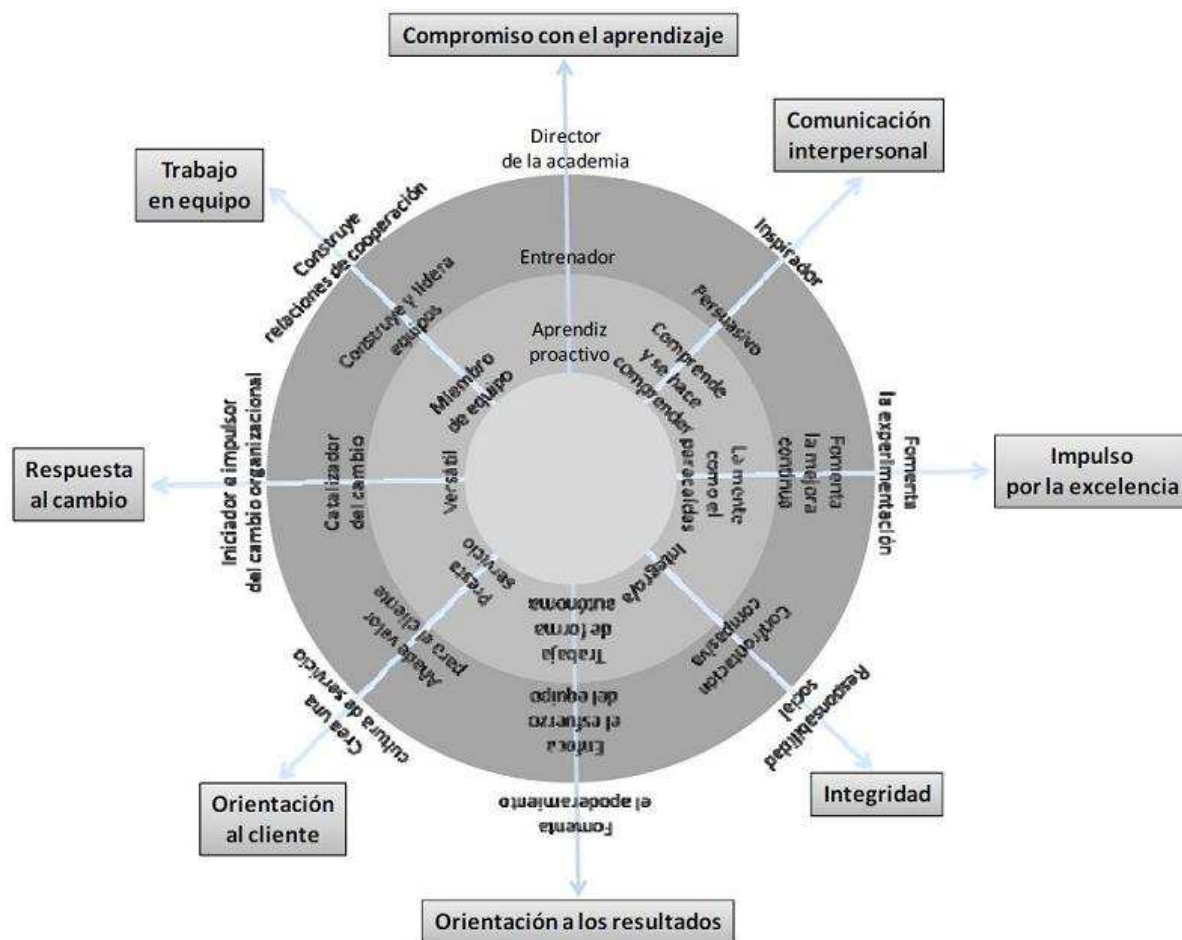 Compromiso con el aprendizaje
Director
de la academia
Entrenador
Aprendiz
proactivo
Comunicación
interpersonal
Inspirador
Persuasivo
Comprende
y se hace
comprender
Impulso
por la excelencia
Fomenta
la experimentación
Fomenta
la mejora
continua
La mente
como el
paracaídas
Integridad
Responsabilidad
social
Confrontación
compasiva
Integro/a
Orientación a los resultados
Fomenta
el apoderamiento
Enfoca
el esfuerzo
del equipo
Trabaja
de forma
autónoma
Orientación
al cliente
Crea una
cultura de servicio
Añade valor
para el cliente
Presta
servicio
Respuesta
al cambio
Iniciador e impulsor
del cambio organizacional
Catalizador
del cambio
Versátil
Trabajo
en equipo
Construye
relaciones de cooperación
Construye y lidera
equipos
Miembro
de equipo